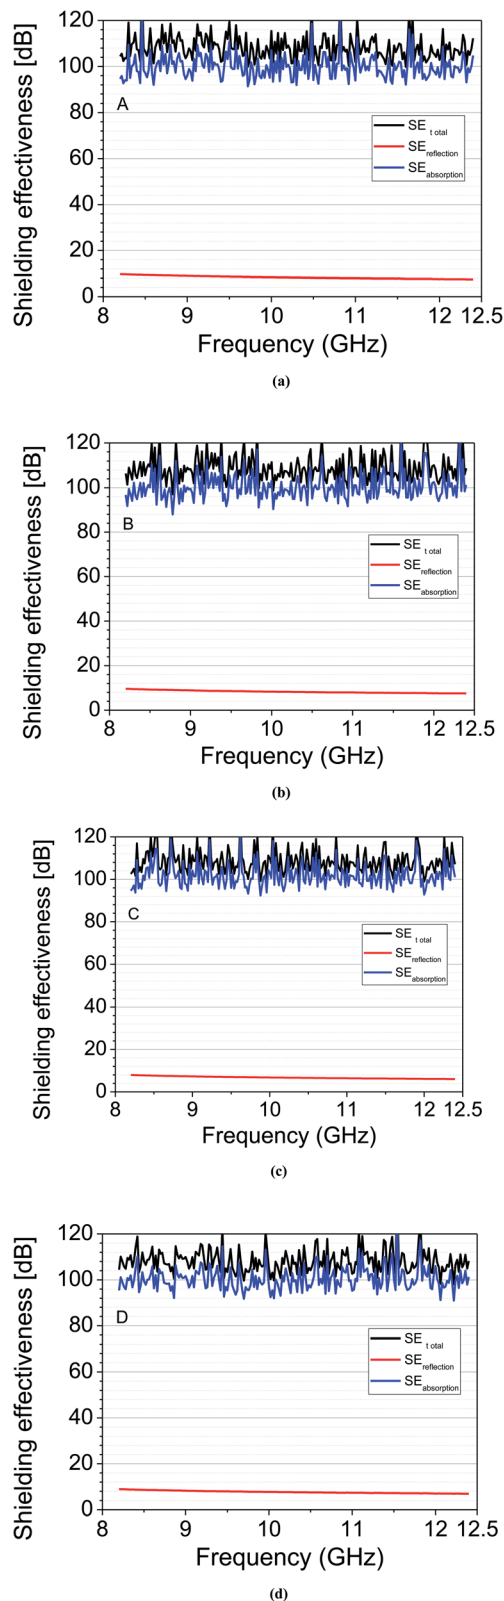 Shielding effectiveness [dB]
120
100
80
60
40
20
0
A
SE t otal
SE reflection
SE absorption
8 9 10 11 12 12.5
Frequency (GHz)
(a)
Shielding effectiveness [dB]
120
100
80
60
40
20
0
B
SE t otal
SE reflection
SE absorption
8 9 10 11 12 12.5
Frequency (GHz)
(b)
Shielding effectiveness [dB]
120
100
80
60
40
20
0
C
SE t otal
SE reflection
SE absorption
8 9 10 11 12 12.5
Frequency (GHz)
(c)
Shielding effectiveness [dB]
120
100
80
60
40
20
0
D
SE t otal
SE reflection
SE absorption
8 9 10 11 12 12.5
Frequency (GHz)
(d)